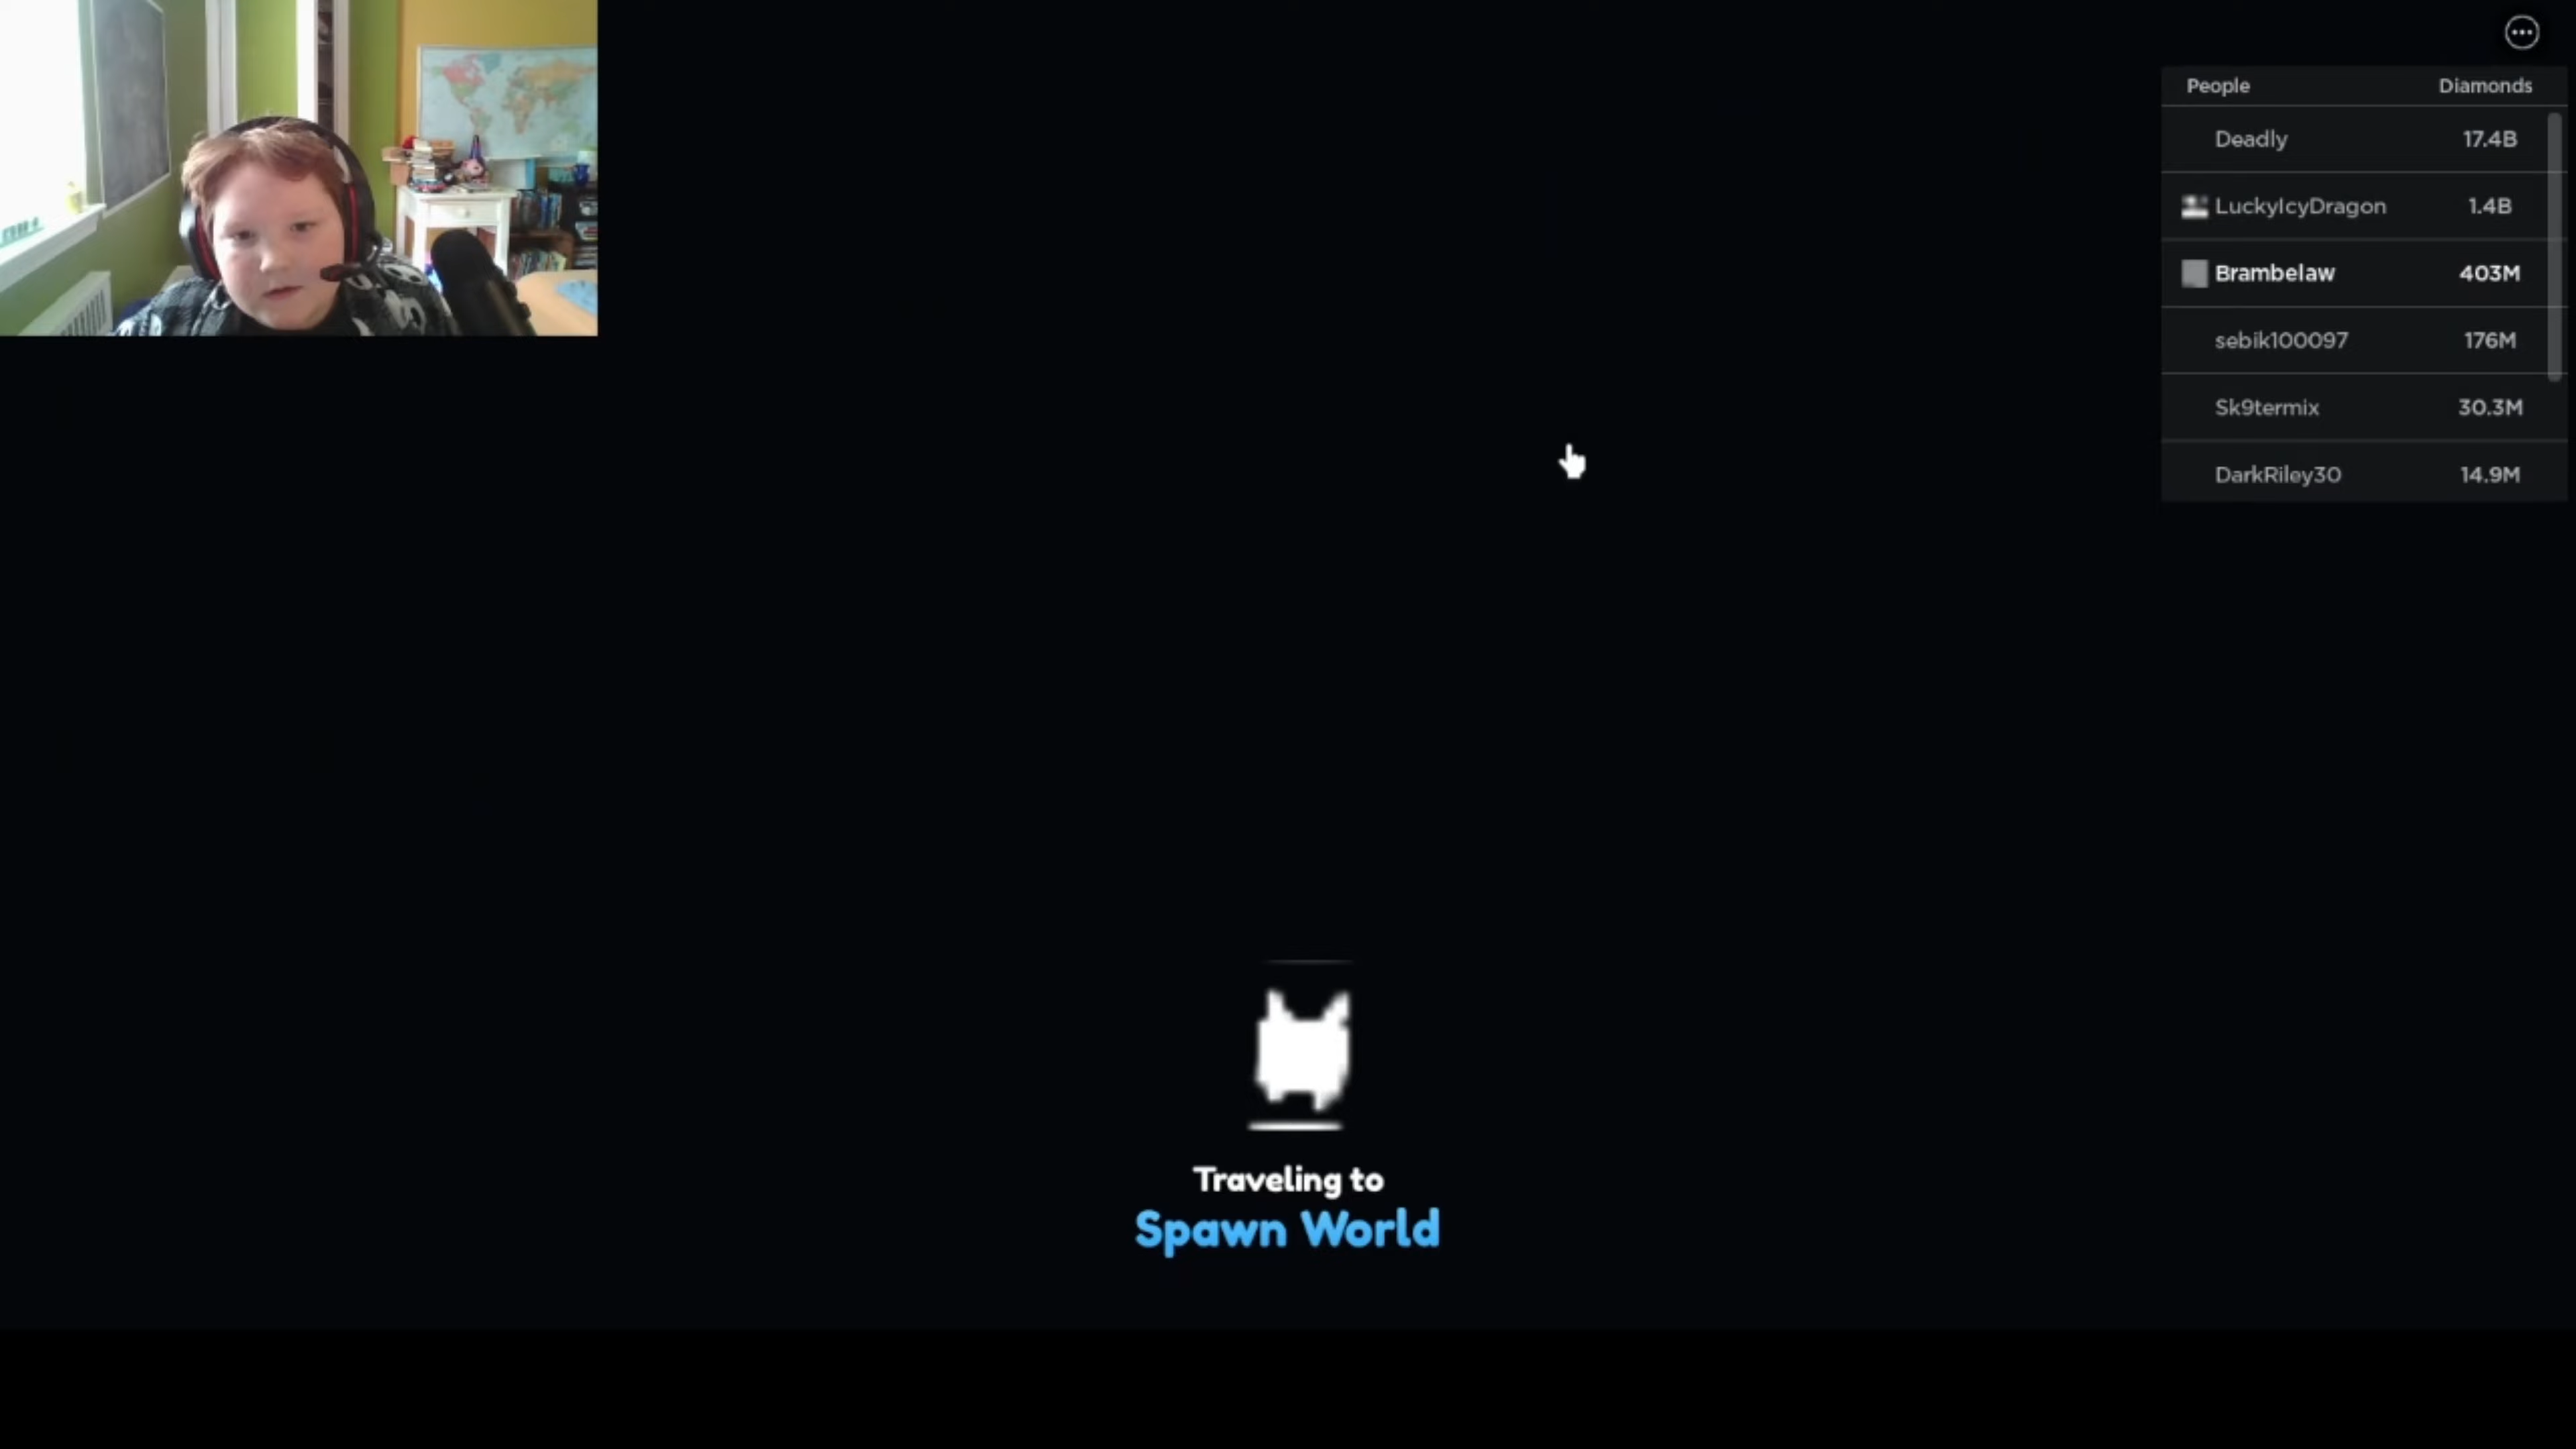 People Diamonds
Deadly 17.4B
LuckyIcyDragon 1.4B
Brambelaw 403M
sebik100097 176M
Sk9termix 30.3M
DarkRiley30 14.9M
Traveling to
Spawn World